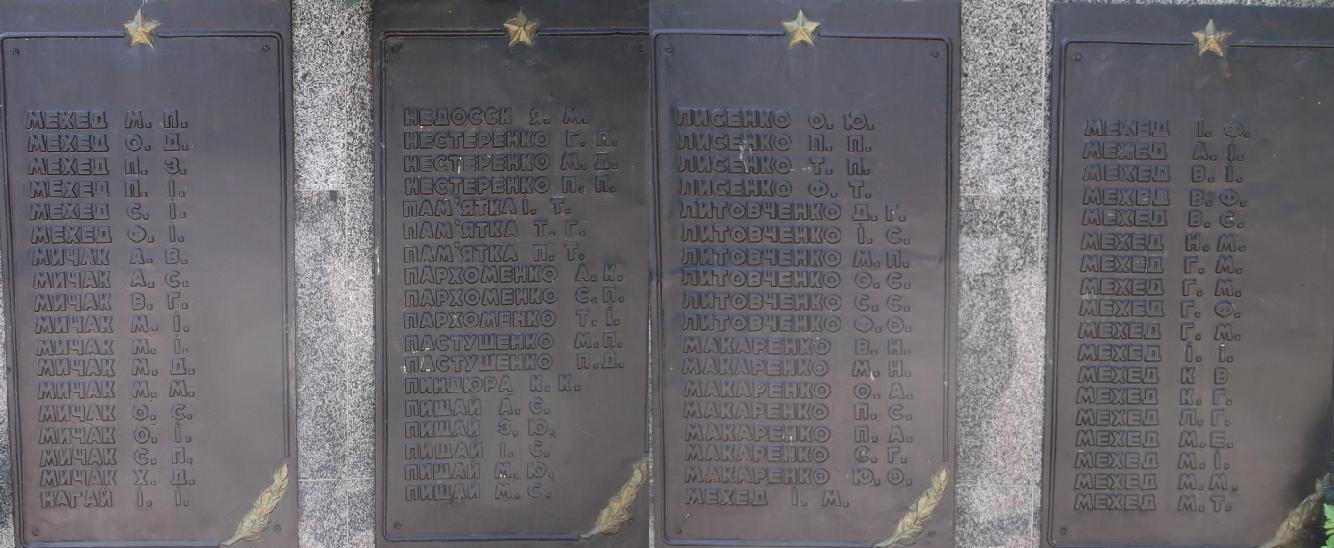 МЕХЕД М. П.
МЕХЕД О. Д.
МЕХЕД П. З.
МЕХЕД П. І.
МЕХЕД С. І.
МЕХЕД Ф. І.
МИЧАК А. В.
МИЧАК А. С.
МИЧАК В. Г.
МИЧАК М. І.
МИЧАК М. І.
МИЧАК М. Д.
МИЧАК М. М.
МИЧАК О. С.
МИЧАК О. І.
МИЧАК С. П.
МИЧАК Х. Д.
НАГАЙ І. І.
НЕДОССК Я. М.
НЕСТЕРЕНКО Г.
НЕСТЕРЕНКО М. Д.
НЕСТЕРЕНКО П. П.
ПАМ'ЯТКА І. Т.
ПАМ'ЯТКА Т. Г.
ПАМ'ЯТКА П. Т.
ПАРХОМЕНКО А. К.
ПАРХОМЕНКО С. П.
ПАРХОМЕНКО Т. І.
ПАСТУШЕНКО М. П.
ПАСТУШЕНКО П. Д.
ПИНДЮРА К. К.
ПИЩАЙ А. С.
ПИЩАЙ З. Ю.
ПИЩАЙ І. С.
ПИЩАЙ М. Ю.
ПИЩАЙ М. С.
ЛИСЕНКО О. Ю.
ЛИСЕНКО П. П.
ЛИСЕНКО Т. П.
ЛИСЕНКО Ф. Т.
ЛИТОВЧЕНКО Д. Г.
ЛИТОВЧЕНКО І. С.
ЛИТОВЧЕНКО М. П.
ЛИТОВЧЕНКО О. С.
ЛИТОВЧЕНКО С. С.
ЛИТОВЧЕНКО Ф. О.
МАКАРЕНКО В. Н.
МАКАРЕНКО М. Н.
МАКАРЕНКО О. А.
МАКАРЕНКО П. С.
МАКАРЕНКО П. А.
МАКАРЕНКО С. Г.
МАКАРЕНКО Ю. О.
МЕХЕД І. М.
МЕХЕД І. Ф.
МЕХЕД А. І.
МЕХЕД В. І.
МЕХЕД В. Ф.
МЕХЕД В. С.
МЕХЕД Н. М.
МЕХЕД Г. М.
МЕХЕД Г. М.
МЕХЕД Г. Ф.
МЕХЕД Г. М.
МЕХЕД І. І.
МЕХЕД К В
МЕХЕД К. Г.
МЕХЕД Л. Г.
МЕХЕД М. Е.
МЕХЕД М. І.
МЕХЕД М. М.
МЕХЕД М. Т.